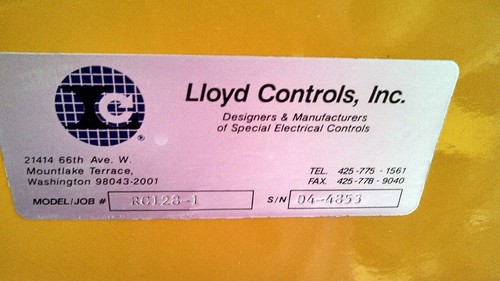 LC ®
Lloyd Controls, Inc.
Designers & Manufacturers
of Special Electrical Controls
21414 66th Ave. W.
Mountlake Terrace,
Washington 98043-2001
TEL. 425-775-1561
FAX. 425-778-9040
MODEL/JOB # RC128-1 S/N 04-4853